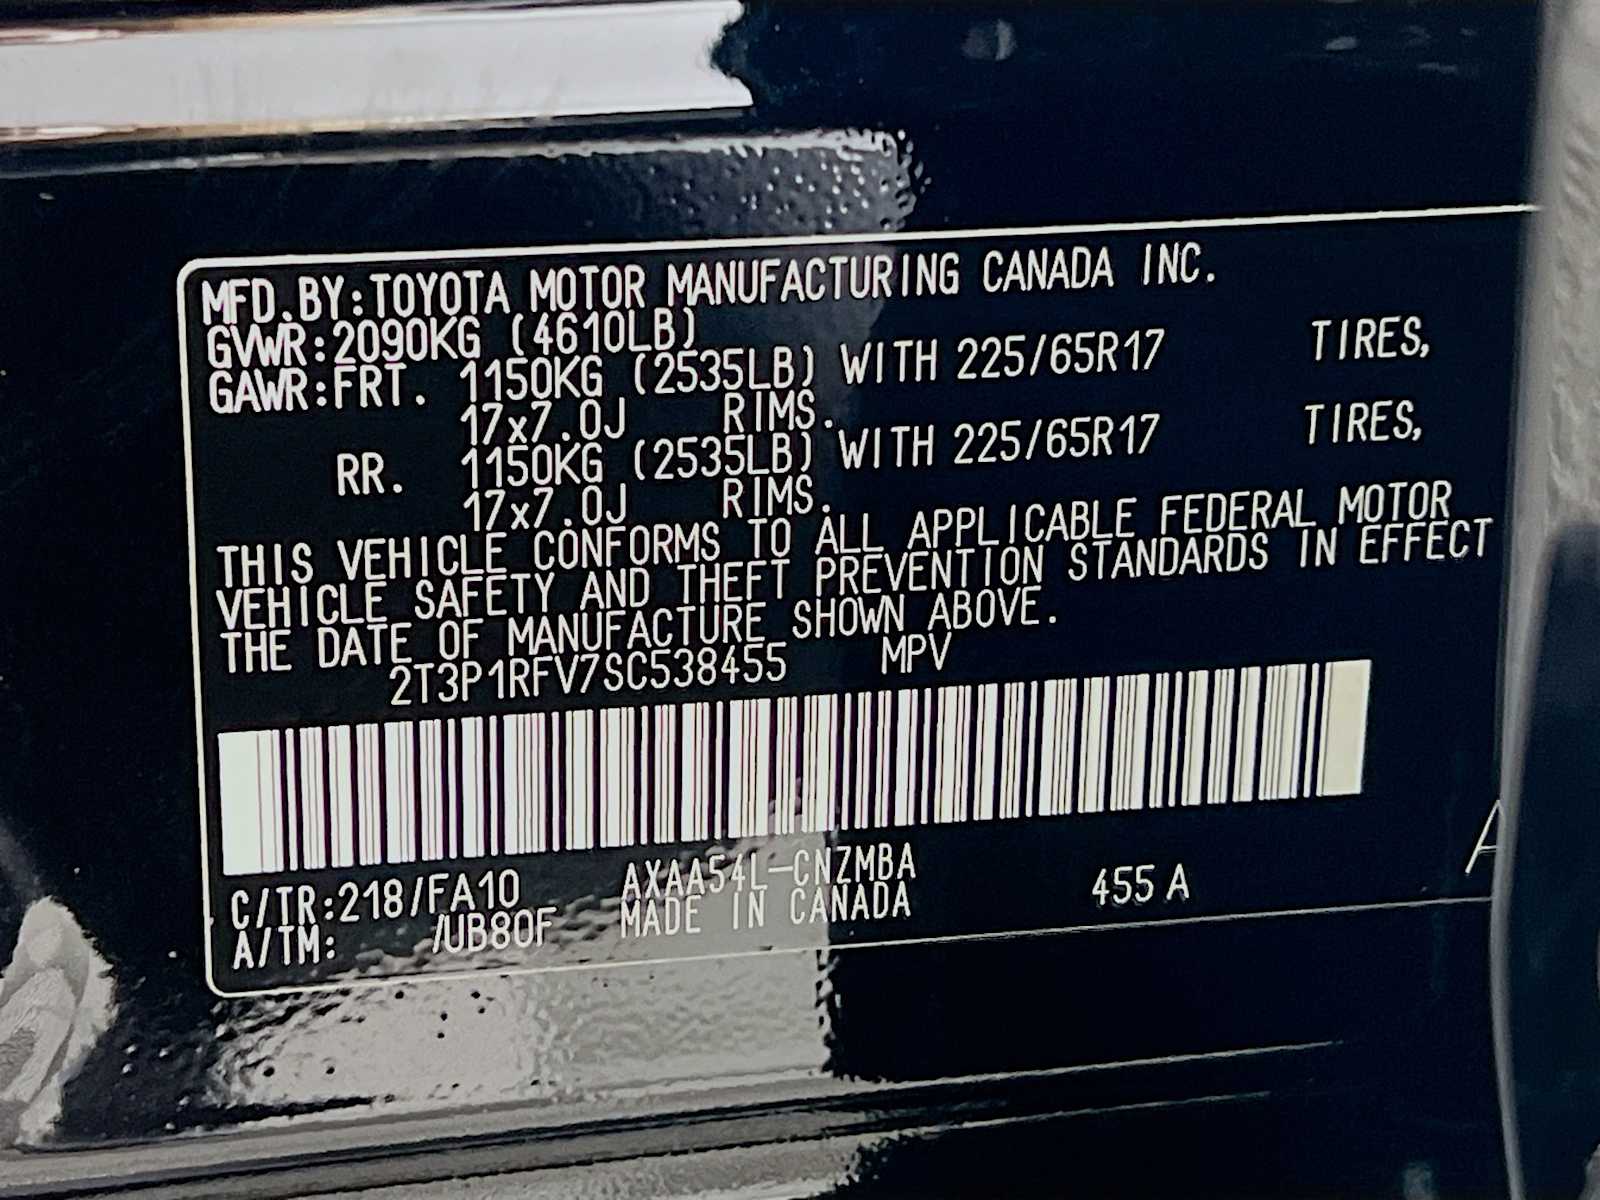 MFD.BY:TOYOTA MOTOR MANUFACTURING CANADA INC.
GVWR:2090KG (4610LB)
GAWR:FRT. 1150KG (2535LB) WITH 225/65R17 TIRES,
17x7.0J RIMS.
RR. 1150KG (2535LB) WITH 225/65R17 TIRES,
17x7.0J RIMS.
THIS VEHICLE CONFORMS TO ALL APPLICABLE FEDERAL MOTOR
VEHICLE SAFETY AND THEFT PREVENTION STANDARDS IN EFFECT
THE DATE OF MANUFACTURE SHOWN ABOVE.
2T3P1RFV7SC538455 MPV
C/TR:218/FA10 AXAA54L-CNZMBA 455 A
A/TM: /UB80F MADE IN CANADA
A